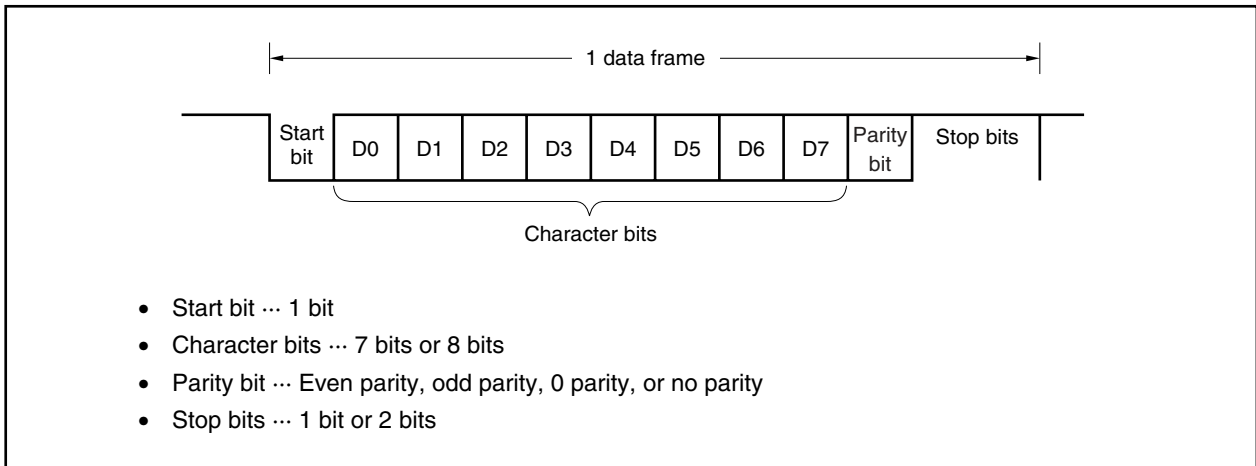 1 data frame
Start bit D0 D1 D2 D3 D4 D5 D6 D7 Parity bit Stop bits
Character bits
• Start bit ··· 1 bit
• Character bits ··· 7 bits or 8 bits
• Parity bit ··· Even parity, odd parity, 0 parity, or no parity
• Stop bits ··· 1 bit or 2 bits